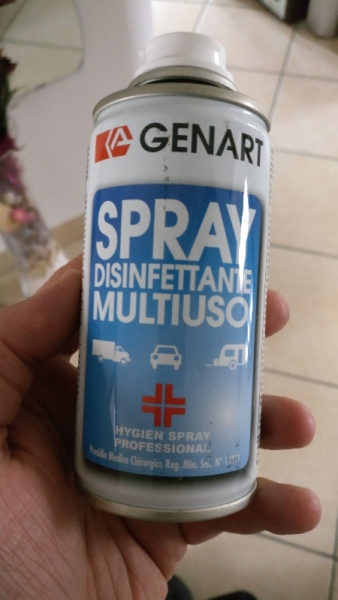 GENART
SPRAY
DISINFETTANTE
MULTIUSO
HYGIEN SPRAY
PROFESSIONAL
Presidio Medico Chirurgico Reg. Min. Sal. N°